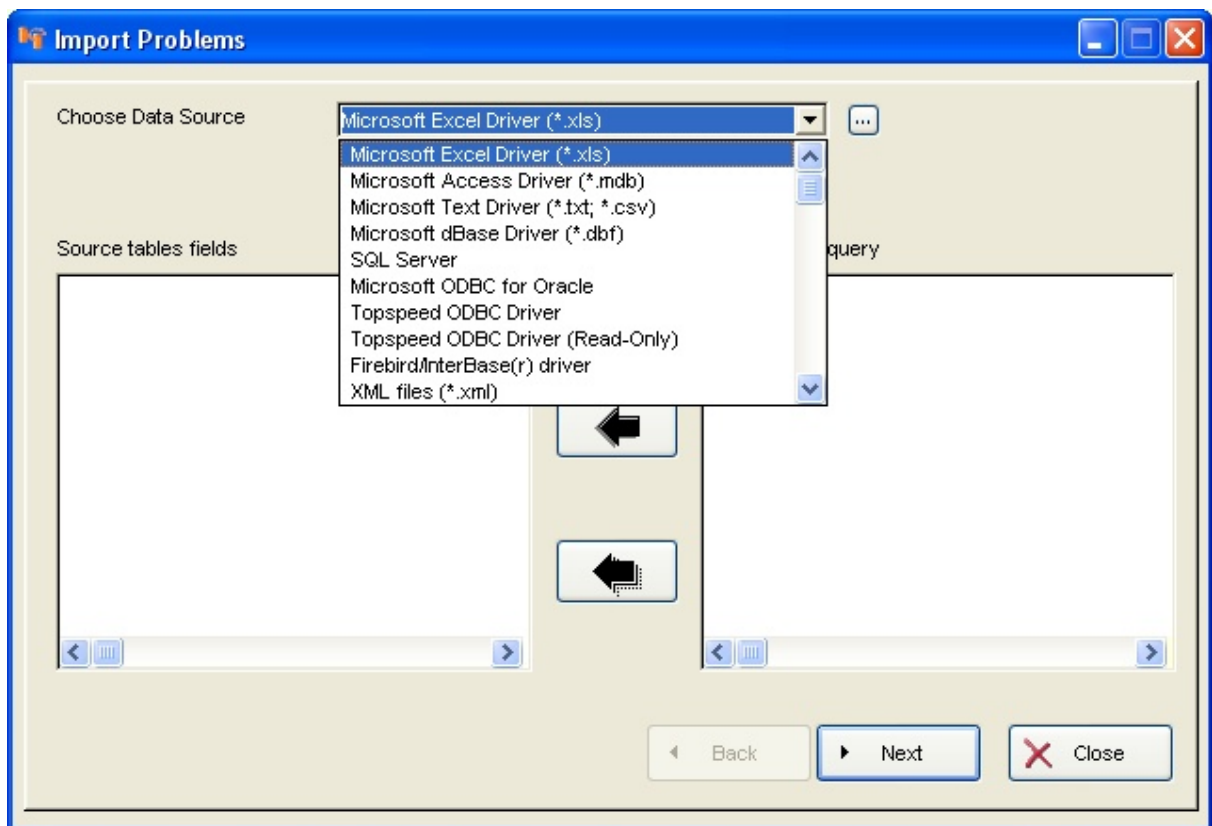 Import Problems
Choose Data Source
Microsoft Excel Driver (*.xls)
...
Microsoft Excel Driver (*.xls)
Microsoft Access Driver (*.mdb)
Microsoft Text Driver (*.txt; *.csv)
Microsoft dBase Driver (*.dbf)
SQL Server
Microsoft ODBC for Oracle
Topspeed ODBC Driver
Topspeed ODBC Driver (Read-Only)
Firebird/InterBase(r) driver
XML files (*.xml)
Source tables fields
query
Back
Next
Close